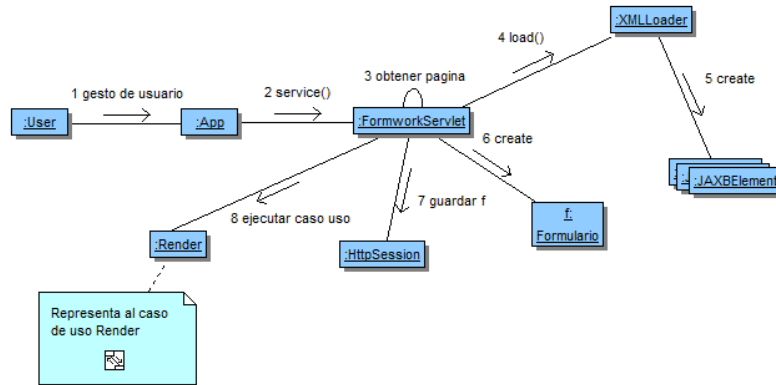 :XMLLoader
4 load()
3 obtener pagina
1 gesto de usuario
2 service()
5 create
:User
:App
:FormworkServlet
6 create
:JAXBElement
7 guardar f
8 ejecutar caso uso
f:
Formulario
:Render
:HttpSession
Representa al caso
de uso Render